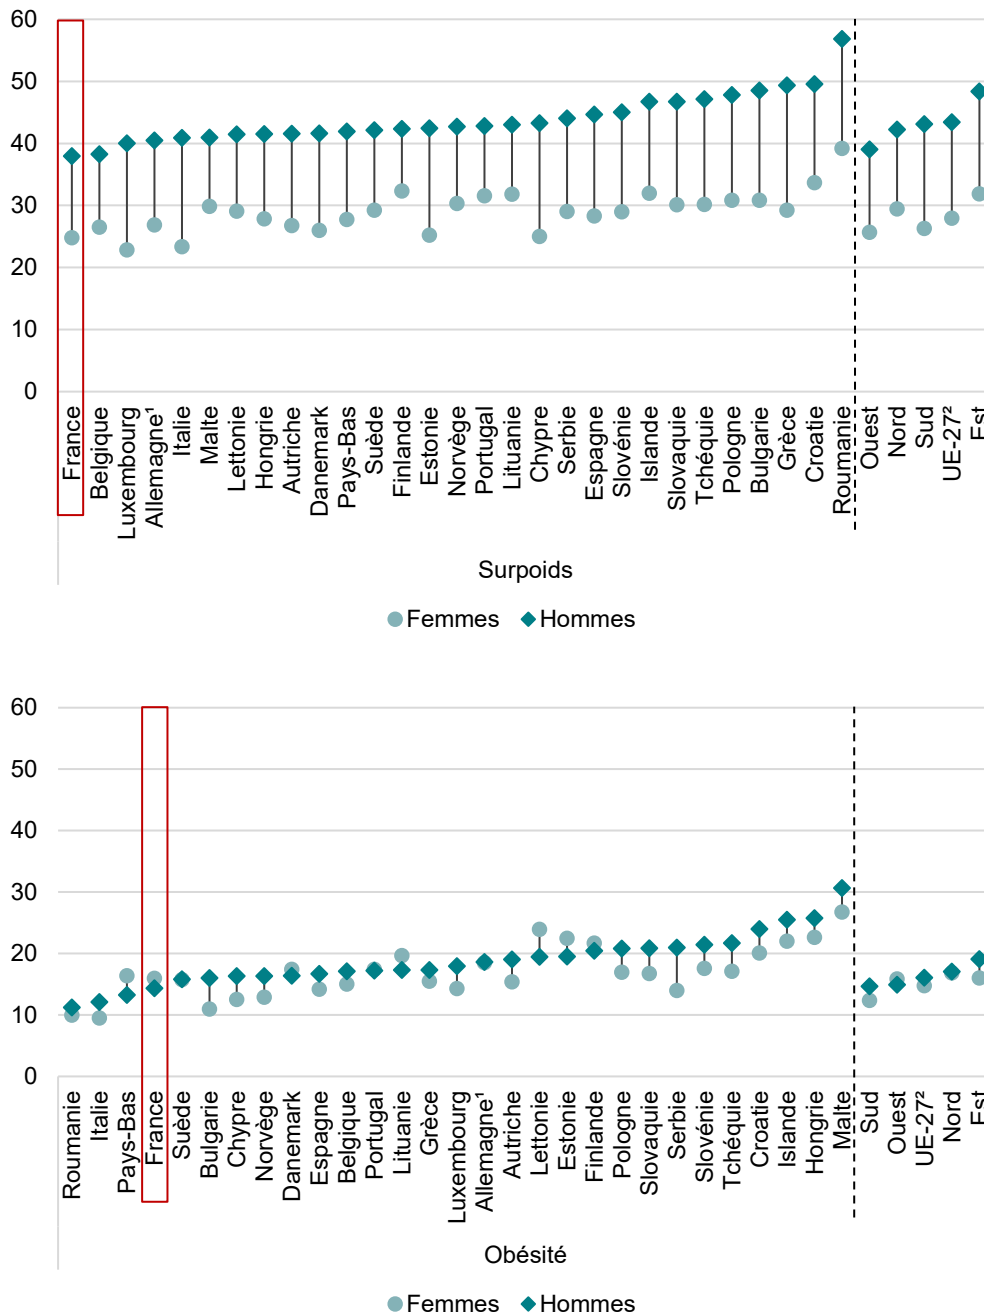 60
50
40
30
20
10
0
France
Belgique
Luxembourg
Allemagne¹
Italie
Malte
Lettonie
Hongrie
Autriche
Danemark
Pays-Bas
Suède
Finlande
Estonie
Norvège
Portugal
Lituanie
Chypre
Serbie
Espagne
Slovénie
Islande
Slovaquie
Tchéquie
Pologne
Bulgarie
Grèce
Croatie
Roumanie
Ouest
Nord
Sud
UE-27²
Est
Surpoids
Femmes Hommes
60
50
40
30
20
10
0
Roumanie
Italie
Pays-Bas
France
Suède
Bulgarie
Chypre
Norvège
Danemark
Espagne
Belgique
Portugal
Lituanie
Grèce
Luxembourg
Allemagne¹
Autriche
Lettonie
Estonie
Finlande
Pologne
Slovaquie
Serbie
Slovénie
Tchéquie
Croatie
Islande
Hongrie
Malte
Sud
Ouest
UE-27²
Nord
Est
Obésité
Femmes Hommes